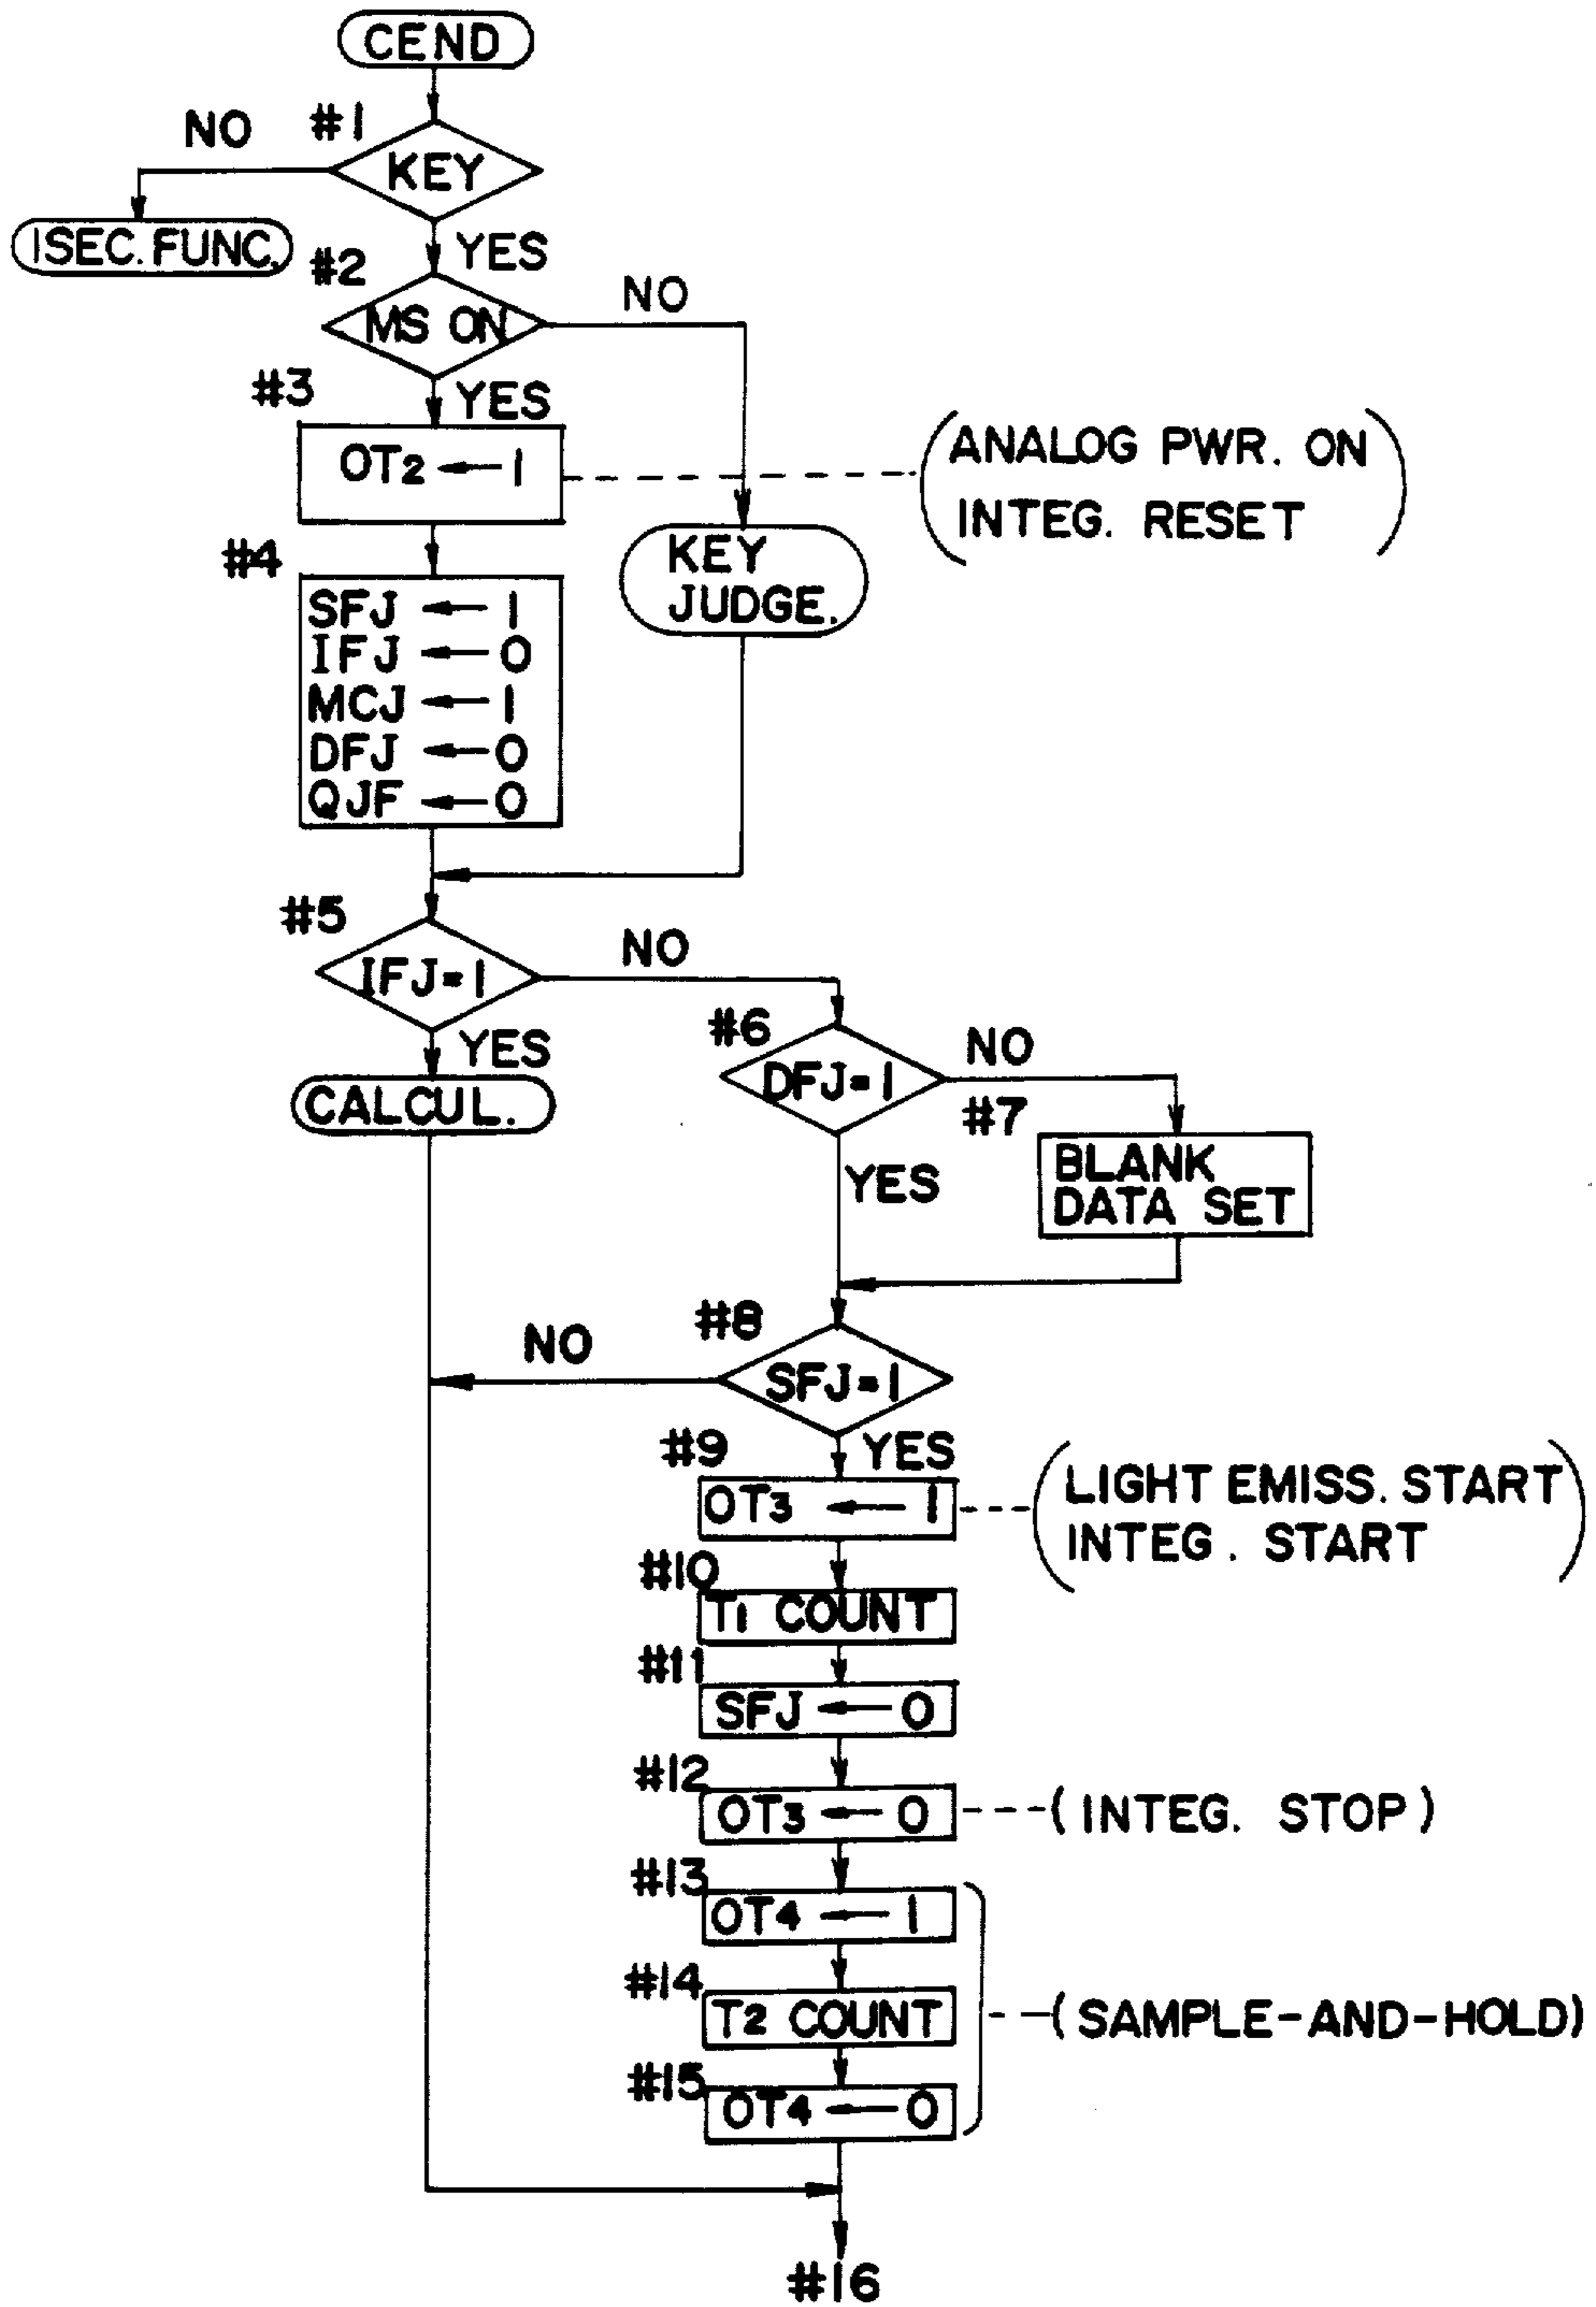 CEND
NO
#1
KEY
1SEC. FUNC.
YES
#2
MS ON
NO
#3
YES
OT2 ← 1
ANALOG PWR. ON
INTEG. RESET
#4
KEY
JUDGE.
SFJ ← 1
IFJ ← 0
MCJ ← 1
DFJ ← 0
QJF ← 0
#5
IFJ=1
NO
YES
#6
DFJ=1
NO
CALCUL.
#7
YES
BLANK
DATA SET
#8
NO
SFJ=1
#9
YES
OT3 ← 1
(LIGHT EMISS. START
INTEG. START)
#10
T1 COUNT
#11
SFJ ← 0
#12
OT3 ← 0
(INTEG. STOP)
#13
OT4 ← 1
#14
T2 COUNT
(SAMPLE-AND-HOLD)
#15
OT4 ← 0
#16